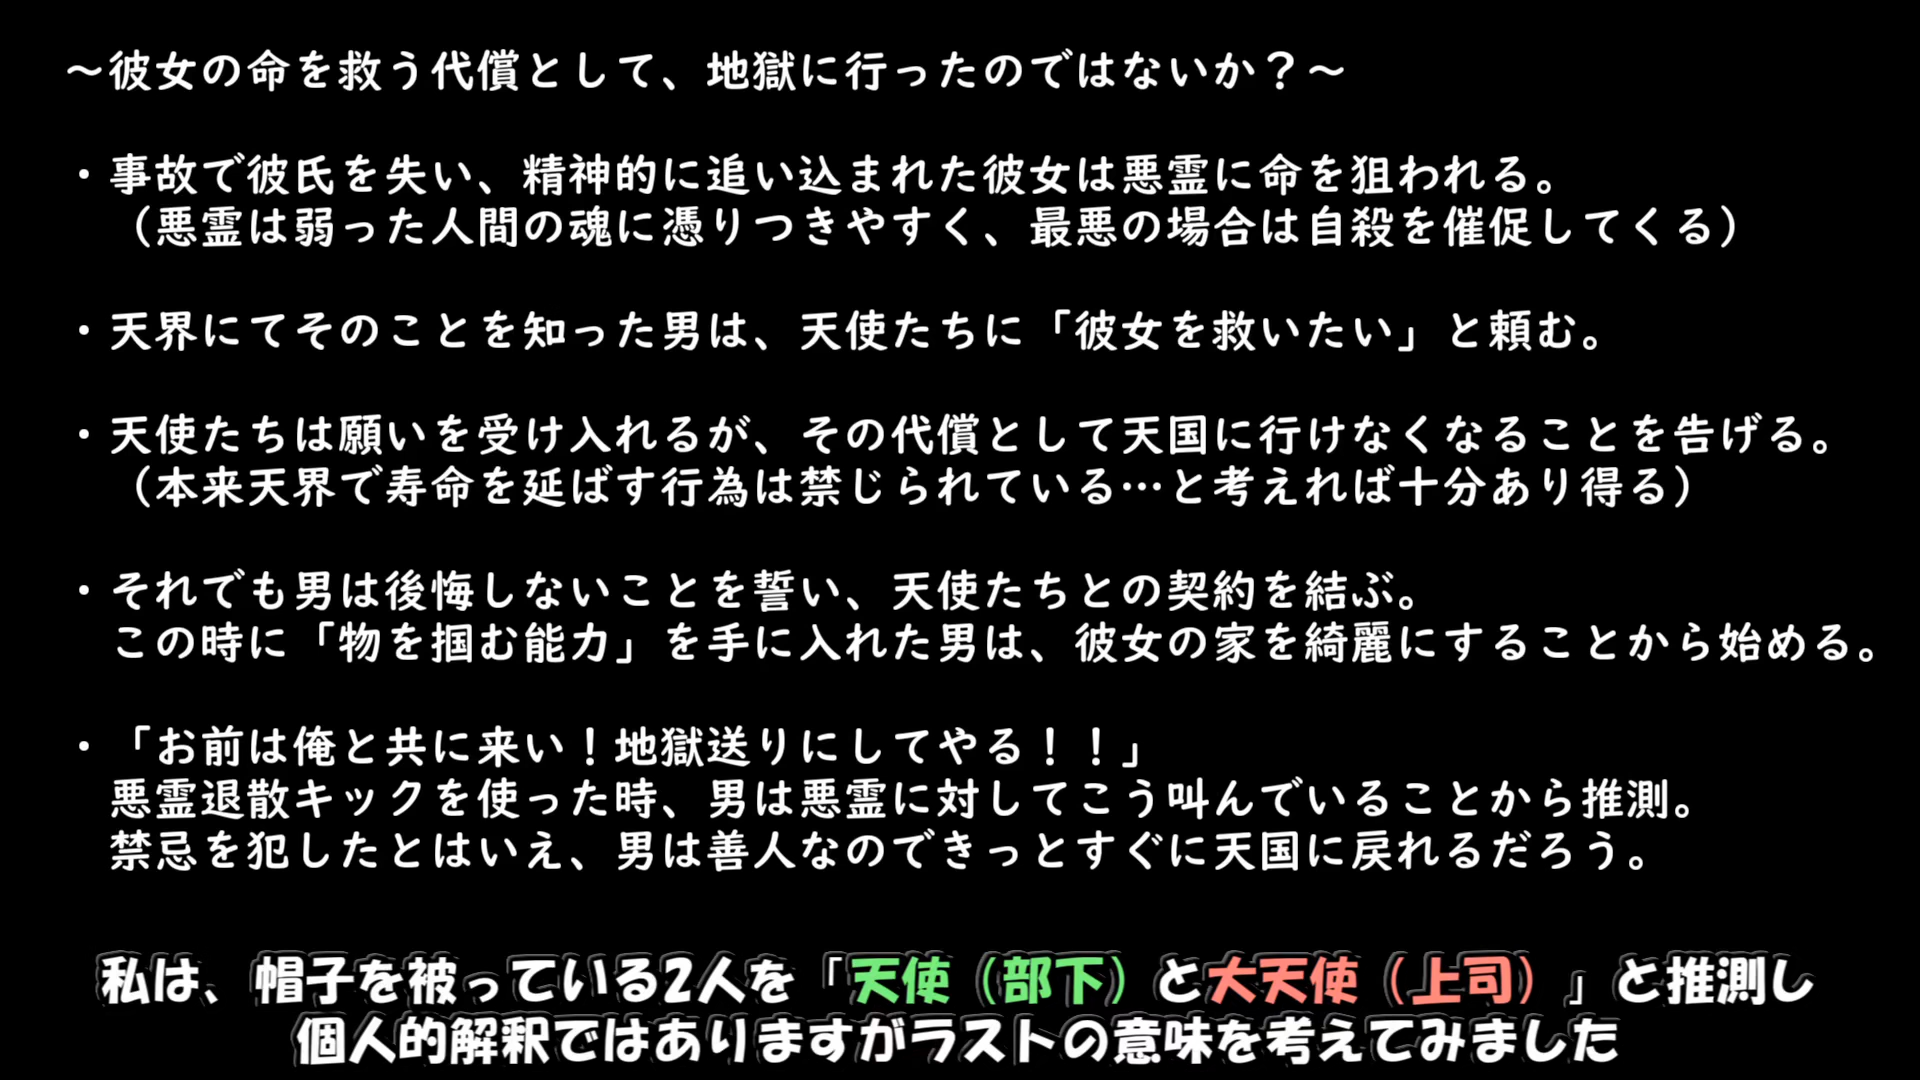 ～彼女の命を救う代償として、地獄に行ったのではないか？～
・事故で彼氏を失い、精神的に追い込まれた彼女は悪霊に命を狙われる。
（悪霊は弱った人間の魂に憑りつきやすく、最悪の場合は自殺を催促してくる）
・天界にてそのことを知った男は、天使たちに「彼女を救いたい」と頼む。
・天使たちは願いを受け入れるが、その代償として天国に行けなくなることを告げる。
（本来天界で寿命を延ばす行為は禁じられている…と考えれば十分あり得る）
・それでも男は後悔しないことを誓い、天使たちとの契約を結ぶ。
この時に「物を掴む能力」を手に入れた男は、彼女の家を綺麗にすることから始める。
・「お前は俺と共に来い！地獄送りにしてやる！！」
悪霊退散キックを使った時、男は悪霊に対してこう叫んでいることから推測。
禁忌を犯したとはいえ、男は善人なのできっとすぐに天国に戻れるだろう。
私は、帽子を被っている2人を「天使（部下）と大天使（上司）」と推測し
個人的解釈ではありますがラストの意味を考えてみました